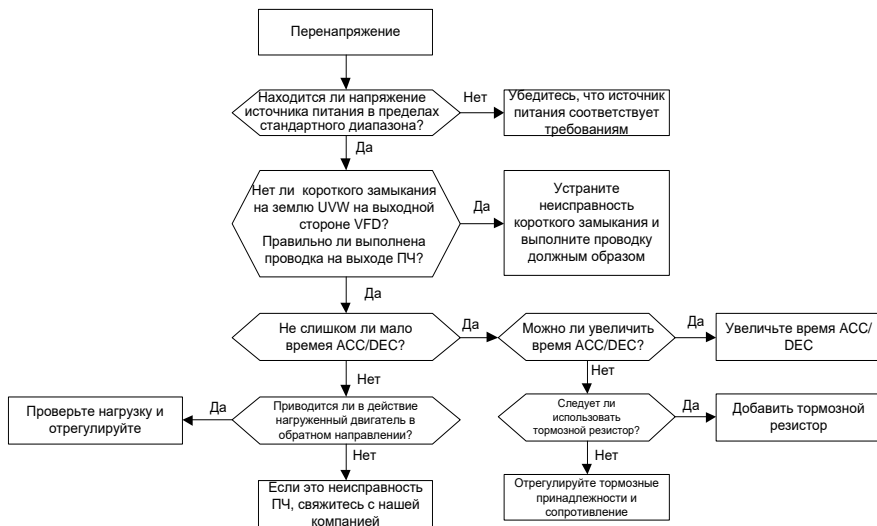 Перенапряжение
Находится ли напряжение
источника питания в пределах
стандартного диапазона?
Нет
Убедитесь, что источник
питания соответствует
требованиям
Да
Нет ли короткого замыкания
на землю UVW на выходной
стороне VFD?
Правильно ли выполнена
проводка на выходе ПЧ?
Да
Устраните
неисправность
короткого замыкания и
выполните проводку
должным образом
Да
Не слишком ли мало
времея ACC/DEC?
Да
Можно ли увеличить
время ACC/DEC?
Да
Увеличьте время ACC/
DEC
Нет
Нет
Проверьте нагрузку и
отрегулируйте
Да
Приводится ли в действие
нагруженный двигатель в
обратном направлении?
Следует ли
использовать
тормозной резистор?
Да
Добавить тормозной
резистор
Нет
Нет
Если это неисправность
ПЧ, свяжитесь с нашей
компанией
Отрегулируйте тормозные
принадлежности и
сопротивление